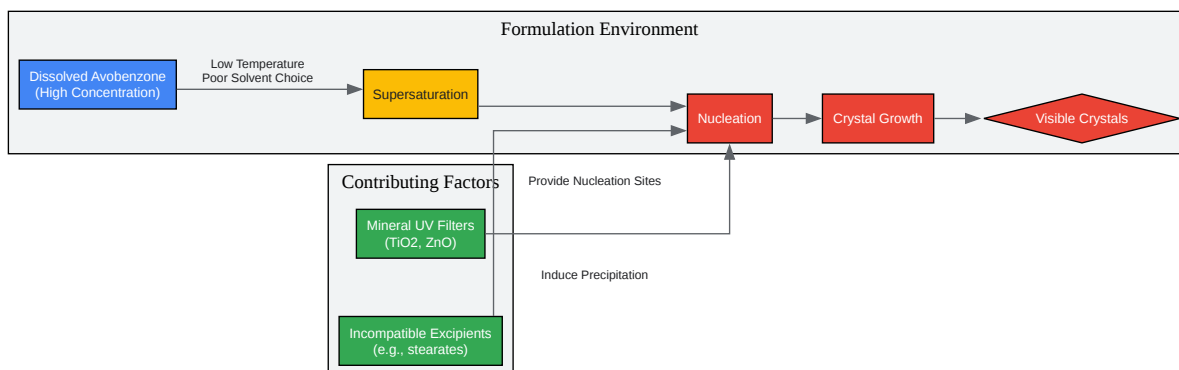 Formulation Environment
Dissolved Avobenzone
(High Concentration)
Low Temperature
Poor Solvent Choice
Supersaturation
Nucleation
Crystal Growth
Visible Crystals
Contributing Factors
Provide Nucleation Sites
Mineral UV Filters
(TiO2, ZnO)
Induce Precipitation
Incompatible Excipients
(e.g., stearates)